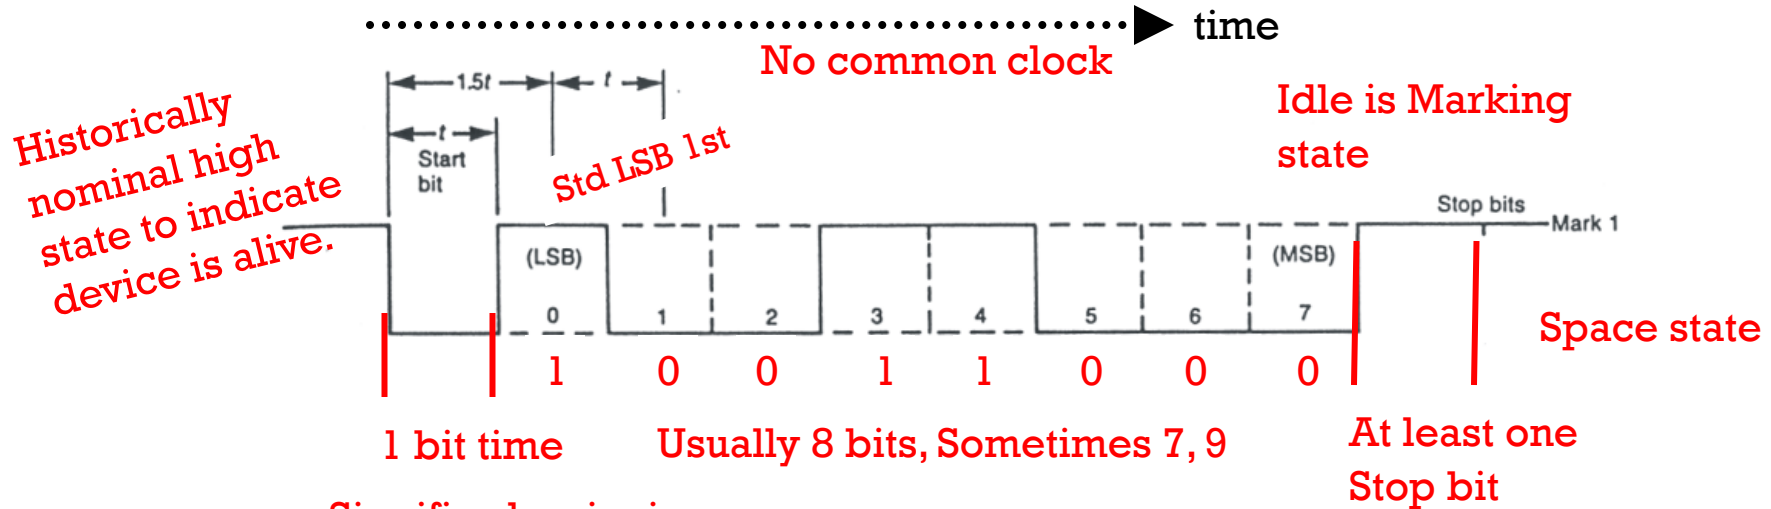 time
No common clock
1.5t
t
Idle is Marking
state
Historically
nominal high
state to indicate
device is alive.
t
Start
bit
Std LSB 1st
Stop bits
Mark 1
(LSB)
(MSB)
0 1 2 3 4 5 6 7
Space state
1 0 0 1 1 0 0 0
1 bit time
Usually 8 bits, Sometimes 7, 9
At least one
Stop bit